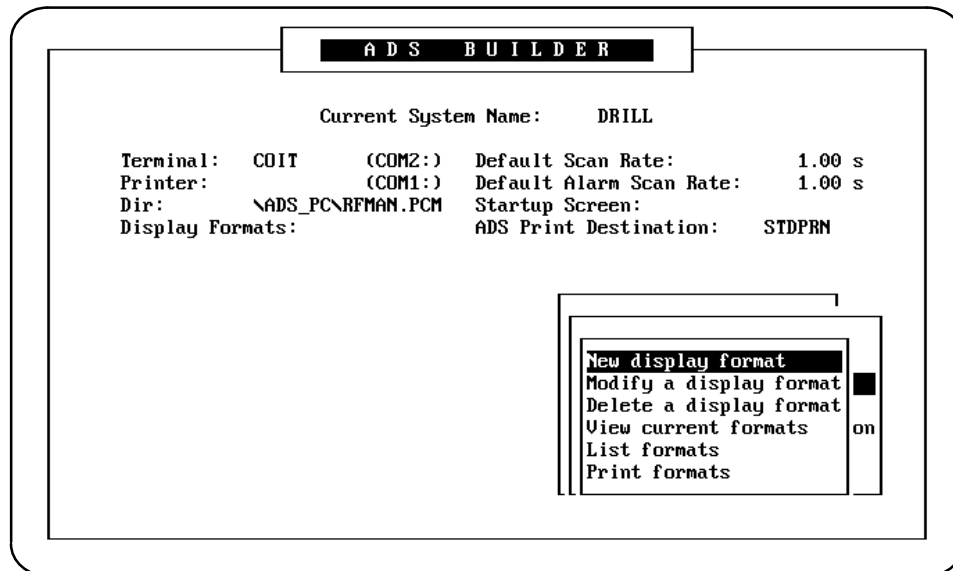 ADS BUILDER
Current System Name: DRILL
Terminal: COIT (COM2:) Default Scan Rate: 1.00 s
Printer: (COM1:) Default Alarm Scan Rate: 1.00 s
Dir: \ADS_PC\RFMAN.PCM Startup Screen:
Display Formats: ADS Print Destination: STDPRN
New display format
Modify a display format
Delete a display format
View current formats on
List formats
Print formats